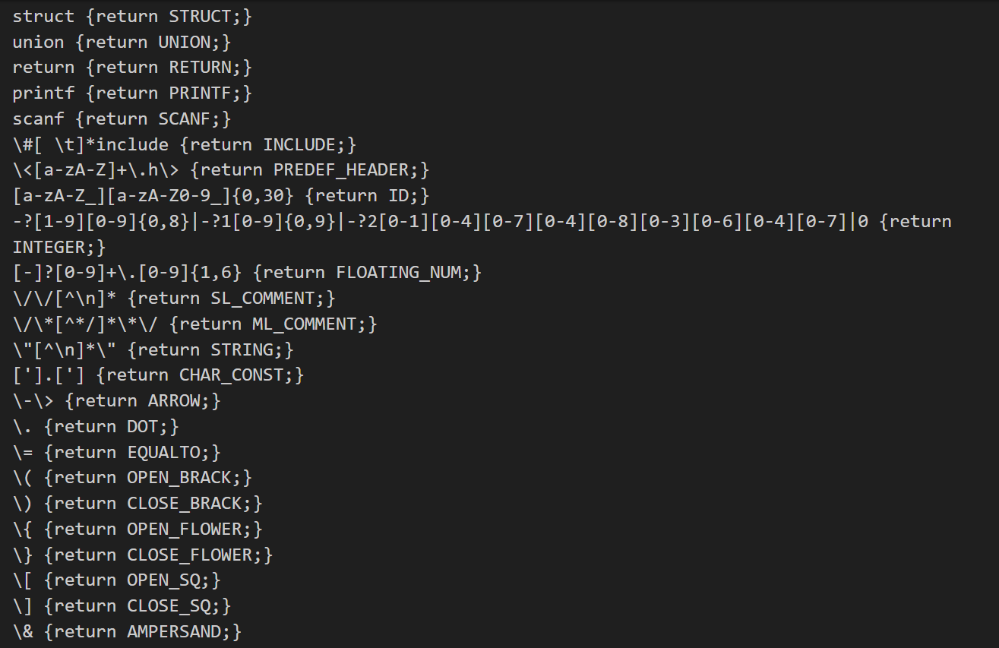 struct {return STRUCT;}
union {return UNION;}
return {return RETURN;}
printf {return PRINTF;}
scanf {return SCANF;}
\#[ \t]*include {return INCLUDE;}
\<[a-zA-Z]+\.h\> {return PREDEF_HEADER;}
[a-zA-Z_][a-zA-Z0-9_]{0,30} {return ID;}
-?[1-9][0-9]{0,8}|-?1[0-9]{0,9}|-?2[0-1][0-4][0-7][0-4][0-8][0-3][0-6][0-4][0-7]|0 {return
INTEGER;}
[-]?[0-9]+\.[0-9]{1,6} {return FLOATING_NUM;}
\/\/[^\n]* {return SL_COMMENT;}
\/\*[^*/]*\*\/ {return ML_COMMENT;}
\"[^\n]*\" {return STRING;}
['].['] {return CHAR_CONST;}
\-\> {return ARROW;}
\. {return DOT;}
\= {return EQUALTO;}
\( {return OPEN_BRACK;}
\) {return CLOSE_BRACK;}
\{ {return OPEN_FLOWER;}
\} {return CLOSE_FLOWER;}
\[ {return OPEN_SQ;}
\] {return CLOSE_SQ;}
\& {return AMPERSAND;}